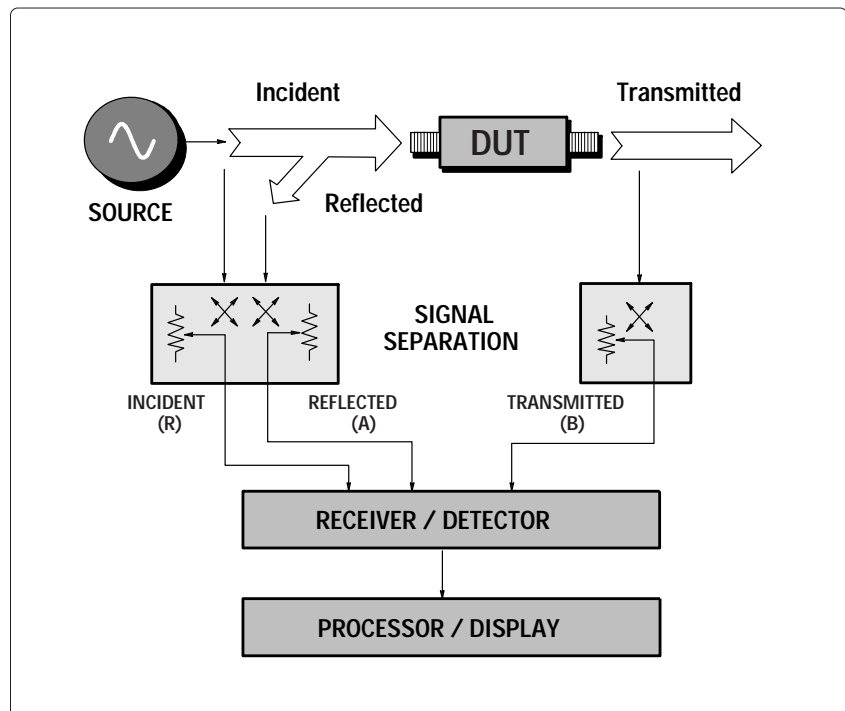 Incident
Transmitted
DUT
SOURCE
Reflected
SIGNAL
SEPARATION
INCIDENT
(R)
REFLECTED
(A)
TRANSMITTED
(B)
RECEIVER / DETECTOR
PROCESSOR / DISPLAY